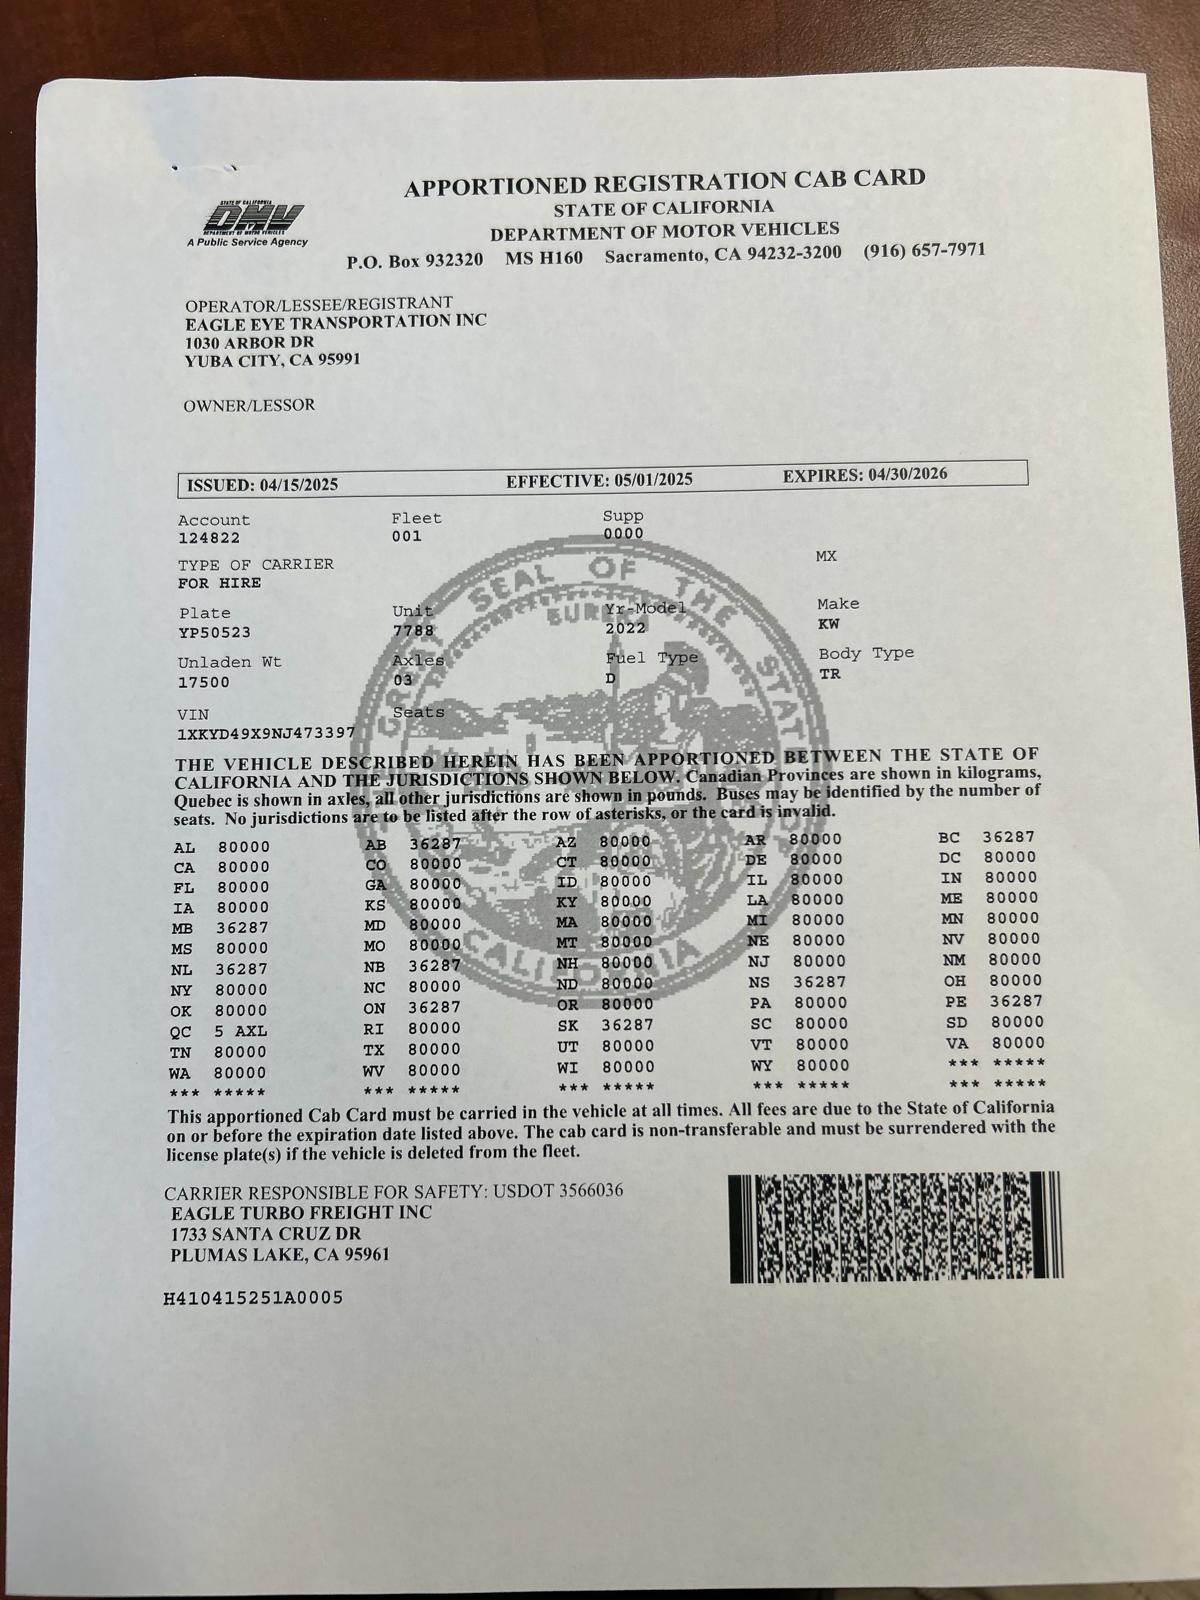 APPORTIONED REGISTRATION CAB CARD
STATE OF CALIFORNIA
DEPARTMENT OF MOTOR VEHICLES
P.O. Box 932320 MS H160 Sacramento, CA 94232-3200 (916) 657-7971
STATE OF CALIFORNIA
DMV
DEPARTMENT OF MOTOR VEHICLES
A Public Service Agency
OPERATOR/LESSEE/REGISTRANT
EAGLE EYE TRANSPORTATION INC
1030 ARBOR DR
YUBA CITY, CA 95991
OWNER/LESSOR
ISSUED: 04/15/2025 EFFECTIVE: 05/01/2025 EXPIRES: 04/30/2026
Account Fleet Supp
124822 001 0000
TYPE OF CARRIER MX
FOR HIRE
Plate Unit Yr-Model Make
YP50523 7788 2022 KW
Unladen Wt Axles Fuel Type Body Type
17500 03 D TR
VIN Seats
1XKYD49X9NJ473397
GREAT SEAL OF THE STATE OF CALIFORNIA
EUREKA
THE VEHICLE DESCRIBED HEREIN HAS BEEN APPORTIONED BETWEEN THE STATE OF
CALIFORNIA AND THE JURISDICTIONS SHOWN BELOW. Canadian Provinces are shown in kilograms,
Quebec is shown in axles, all other jurisdictions are shown in pounds. Buses may be identified by the number of
seats. No jurisdictions are to be listed after the row of asterisks, or the card is invalid.
AL 80000 AB 36287 AZ 80000 AR 80000 BC 36287
CA 80000 CO 80000 CT 80000 DE 80000 DC 80000
FL 80000 GA 80000 ID 80000 IL 80000 IN 80000
IA 80000 KS 80000 KY 80000 LA 80000 ME 80000
MB 36287 MD 80000 MA 80000 MI 80000 MN 80000
MS 80000 MO 80000 MT 80000 NE 80000 NV 80000
NL 36287 NB 36287 NH 80000 NJ 80000 NM 80000
NY 80000 NC 80000 ND 80000 NS 36287 OH 80000
OK 80000 ON 36287 OR 80000 PA 80000 PE 36287
QC 5 AXL RI 80000 SK 36287 SC 80000 SD 80000
TN 80000 TX 80000 UT 80000 VT 80000 VA 80000
WA 80000 WV 80000 WI 80000 WY 80000 *** *****
*** ***** *** ***** *** ***** *** ***** *** *****
This apportioned Cab Card must be carried in the vehicle at all times. All fees are due to the State of California
on or before the expiration date listed above. The cab card is non-transferable and must be surrendered with the
license plate(s) if the vehicle is deleted from the fleet.
CARRIER RESPONSIBLE FOR SAFETY: USDOT 3566036
EAGLE TURBO FREIGHT INC
1733 SANTA CRUZ DR
PLUMAS LAKE, CA 95961
H410415251A0005